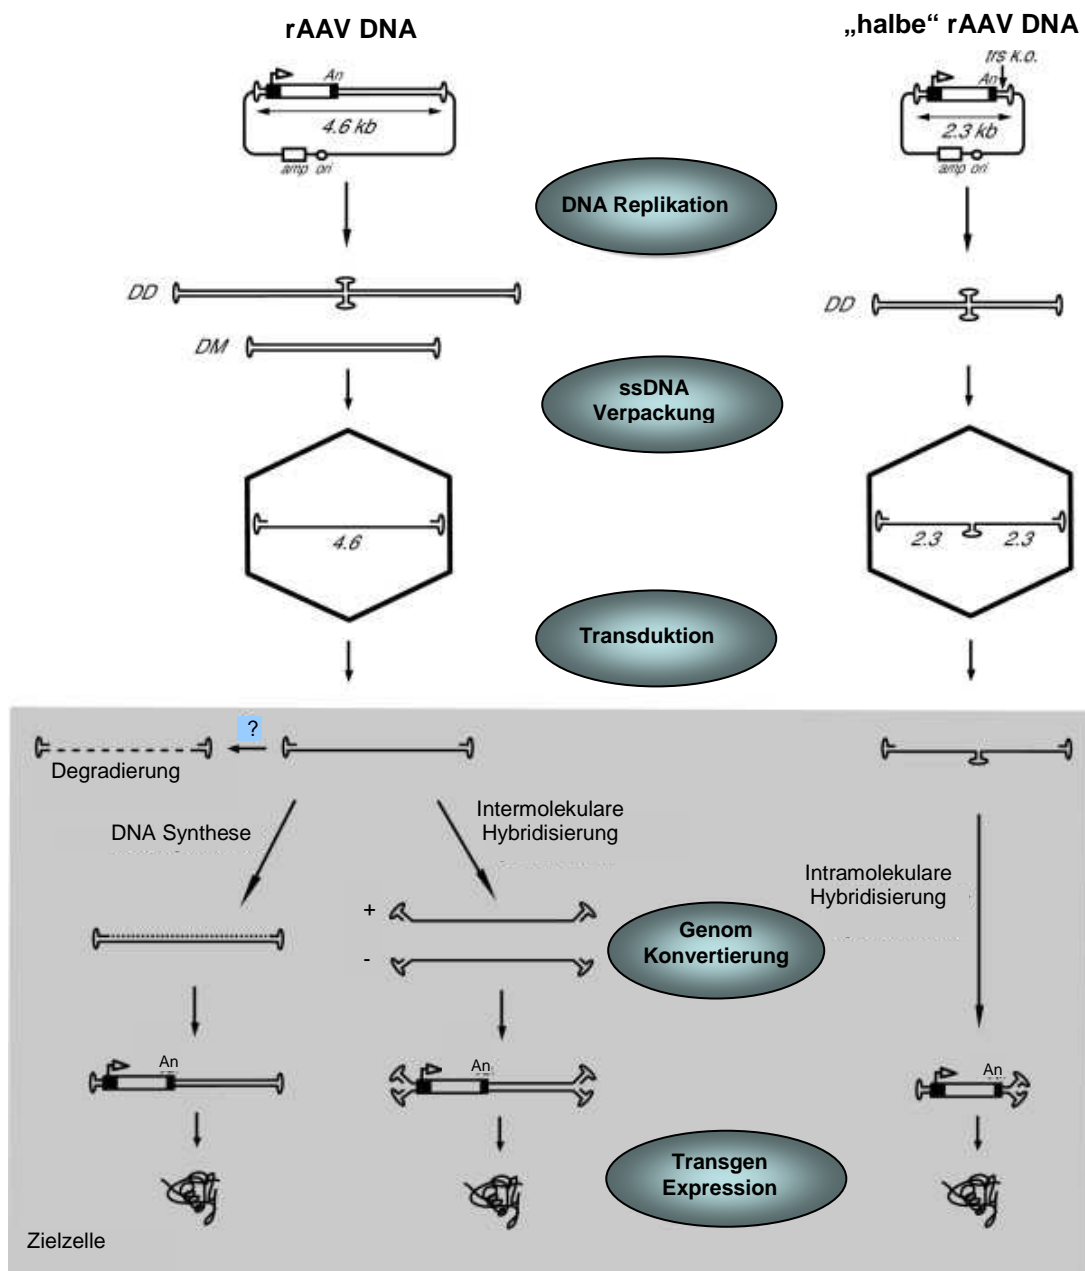 rAAV DNA
„halbe“ rAAV DNA
trs k.o.
An
An
4.6 kb
2.3 kb
amp ori
amp ori
DNA Replikation
DD
DD
DM
ssDNA
Verpackung
4.6
2.3 2.3
Transduktion
?
Degradierung
DNA Synthese
Intermolekulare
Hybridisierung
Intramolekulare
Hybridisierung
+
-
Genom
Konvertierung
An
An
An
Transgen
Expression
Zielzelle